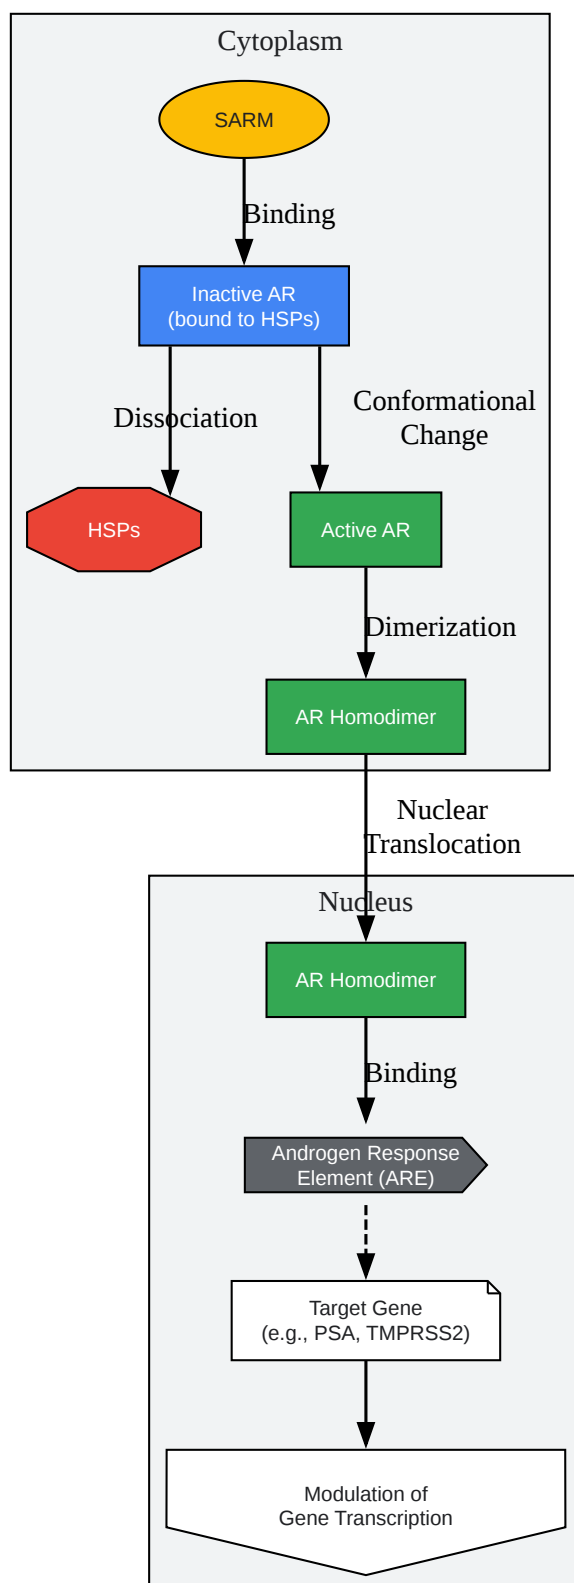 Cytoplasm
SARM
Binding
Inactive AR
(bound to HSPs)
Dissociation
Conformational
Change
HSPs
Active AR
Dimerization
AR Homodimer
Nuclear
Translocation
Nucleus
AR Homodimer
Binding
Androgen Response
Element (ARE)
Target Gene
(e.g., PSA, TMPRSS2)
Modulation of
Gene Transcription